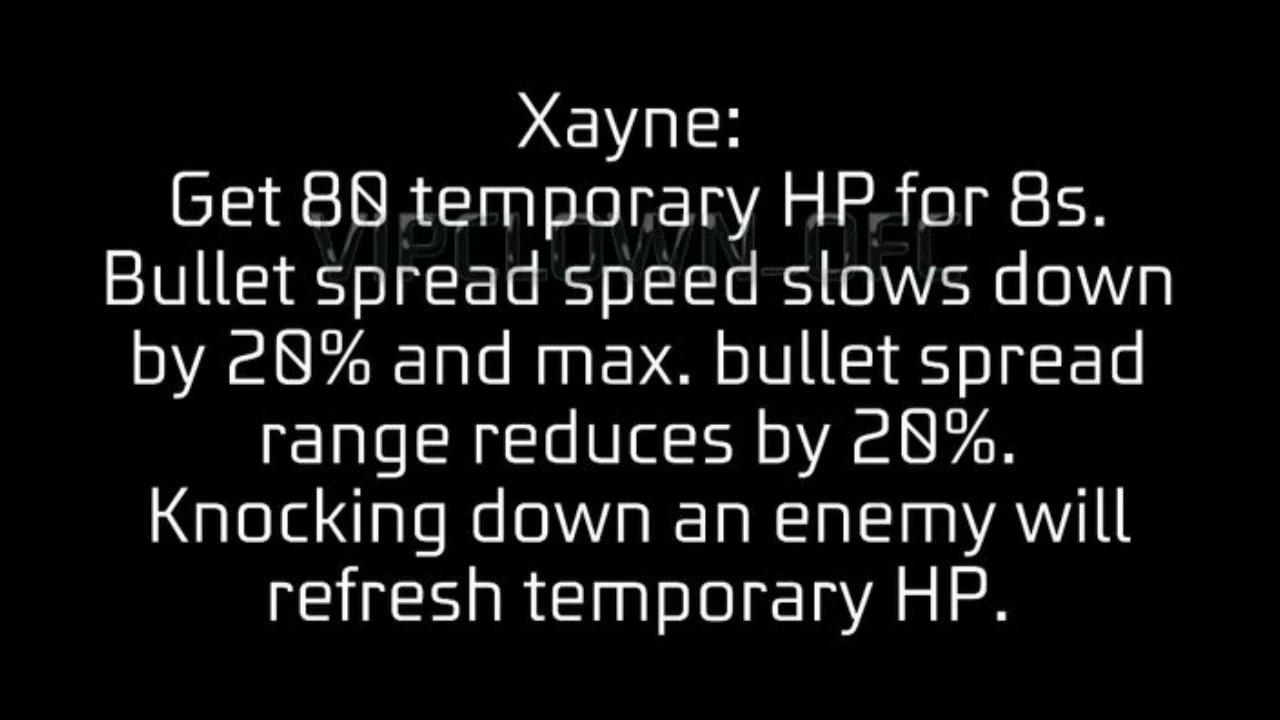 Xayne:
Get 80 temporary HP for 8s.
VIPCLOWN_OFC
Bullet spread speed slows down
by 20% and max. bullet spread
range reduces by 20%.
Knocking down an enemy will
refresh temporary HP.